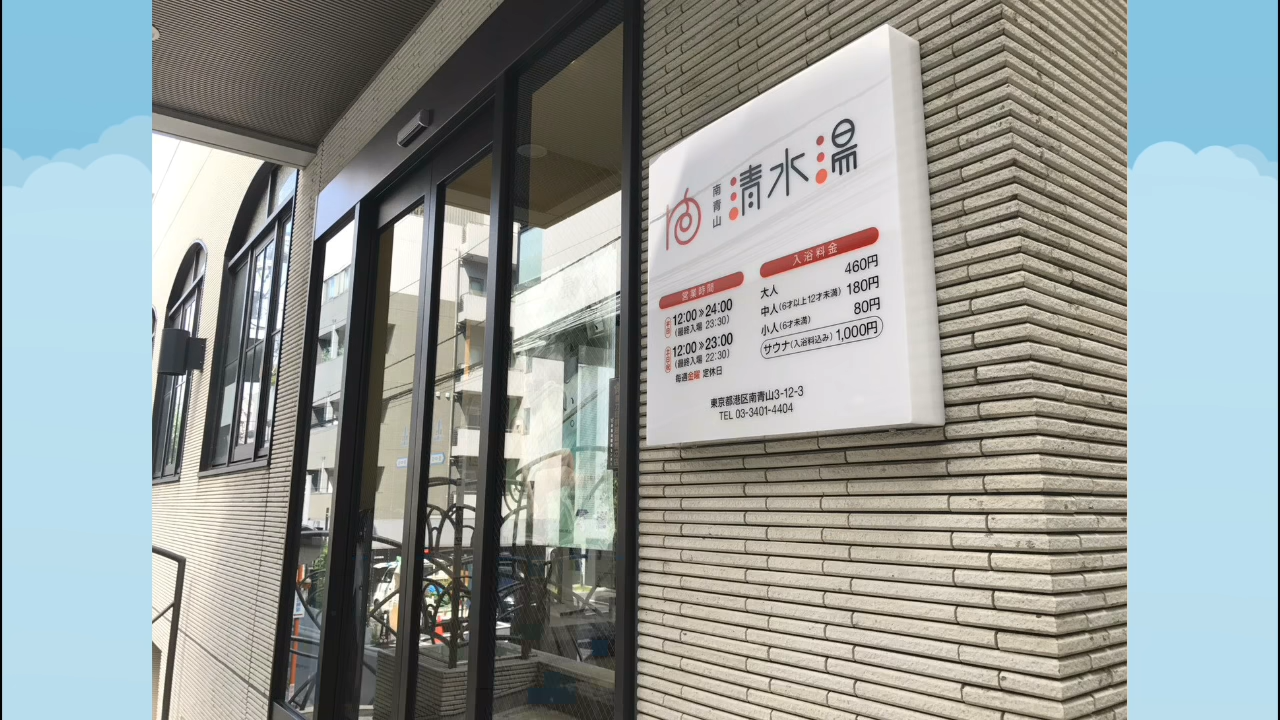 南青山
清水湯
営業時間
平日 12:00»24:00
(最終入場 23:30)
土日祝 12:00»23:00
(最終入場 22:30)
毎週金曜 定休日
入浴料金
大人 460円
中人(6才以上12才未満) 180円
小人(6才未満) 80円
サウナ(入浴料込み) 1,000円
東京都港区南青山3-12-3
TEL 03-3401-4404